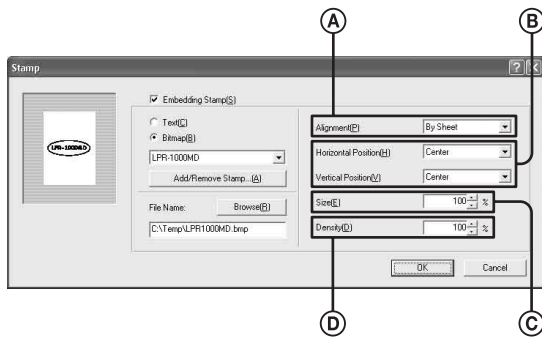 A
B
Stamp
Embedding Stamp(S)
Text(C)
Bitmap(B)
LPR-1000MD
LPR-1000MD
Add/Remove Stamp...(A)
File Name:
Browse(R)
C:\Temp\LPR1000MD.bmp
Alignment(P)
By Sheet
Horizontal Position(H)
Center
Vertical Position(V)
Center
Size(E)
100 %
Density(D)
100 %
OK
Cancel
D
C